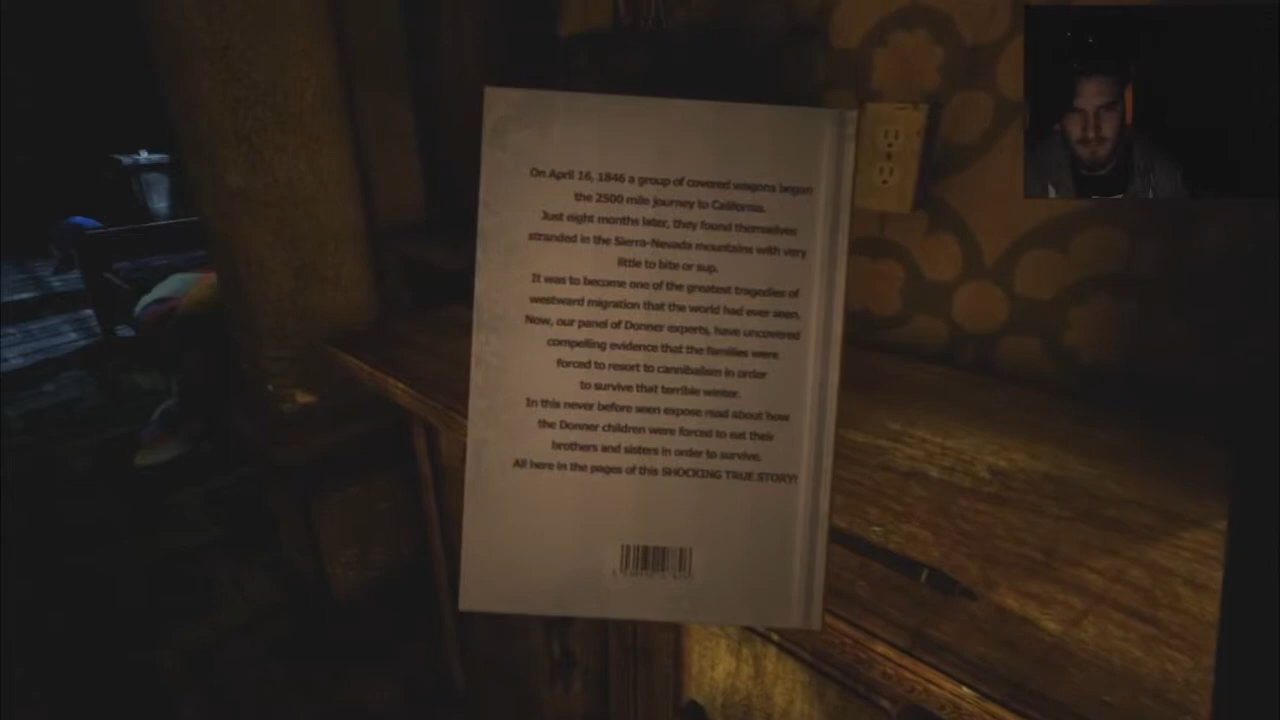 On April 16, 1846 a group of covered wagons began
the 2500 mile journey to California.
Just eight months later, they found themselves
stranded in the Sierra-Nevada mountains with very
little to bite or sup.
It was to become one of the greatest tragedies of
westward migration that the world had ever seen.
Now, our panel of Donner experts, have uncovered
compelling evidence that the families were
forced to resort to cannibalism in order
to survive that terrible winter.
In this never before seen expose read about how
the Donner children were forced to eat their
brothers and sisters in order to survive.
All here in the pages of this SHOCKING TRUE STORY!